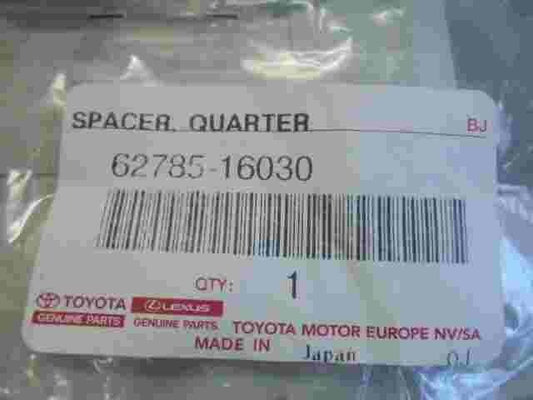 SPACER, QUARTER BJ
62785-16030
QTY: 1
TOYOTA LEXUS
GENUINE PARTS GENUINE PARTS TOYOTA MOTOR EUROPE NV/SA
MADE IN Japan